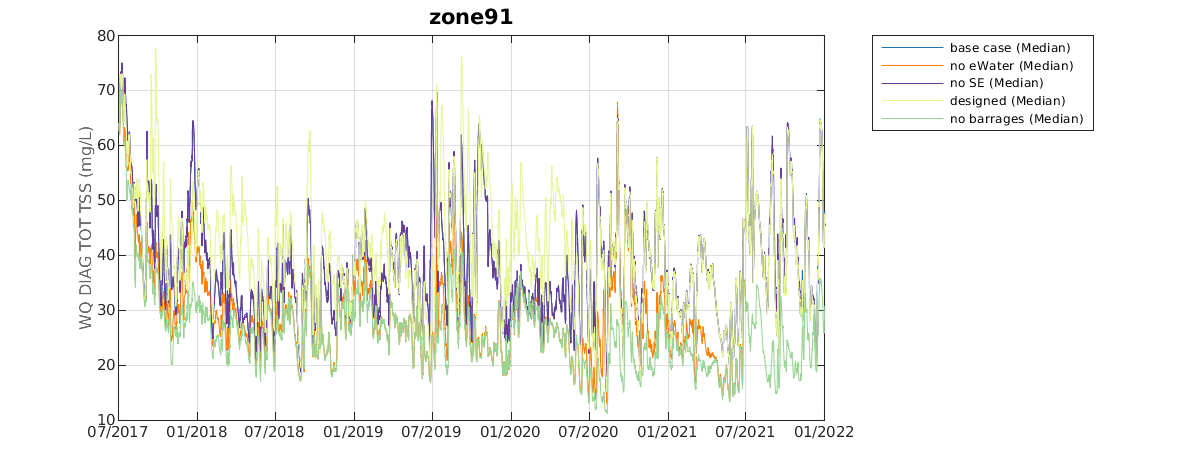 zone91
WQ DIAG TOT TSS (mg/L)
80
70
60
50
40
30
20
10
07/2017 01/2018 07/2018 01/2019 07/2019 01/2020 07/2020 01/2021 07/2021 01/2022
base case (Median)
no eWater (Median)
no SE (Median)
designed (Median)
no barrages (Median)